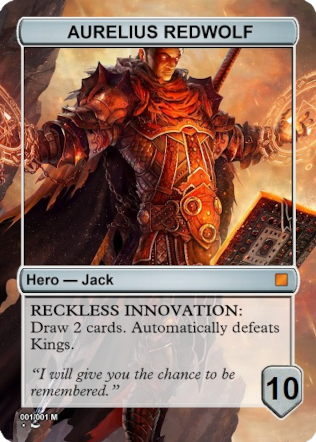 AURELIUS REDWOLF
Hero — Jack
RECKLESS INNOVATION:
Draw 2 cards. Automatically defeats
Kings.
“I will give you the chance to be
remembered.”
10
001/001 M